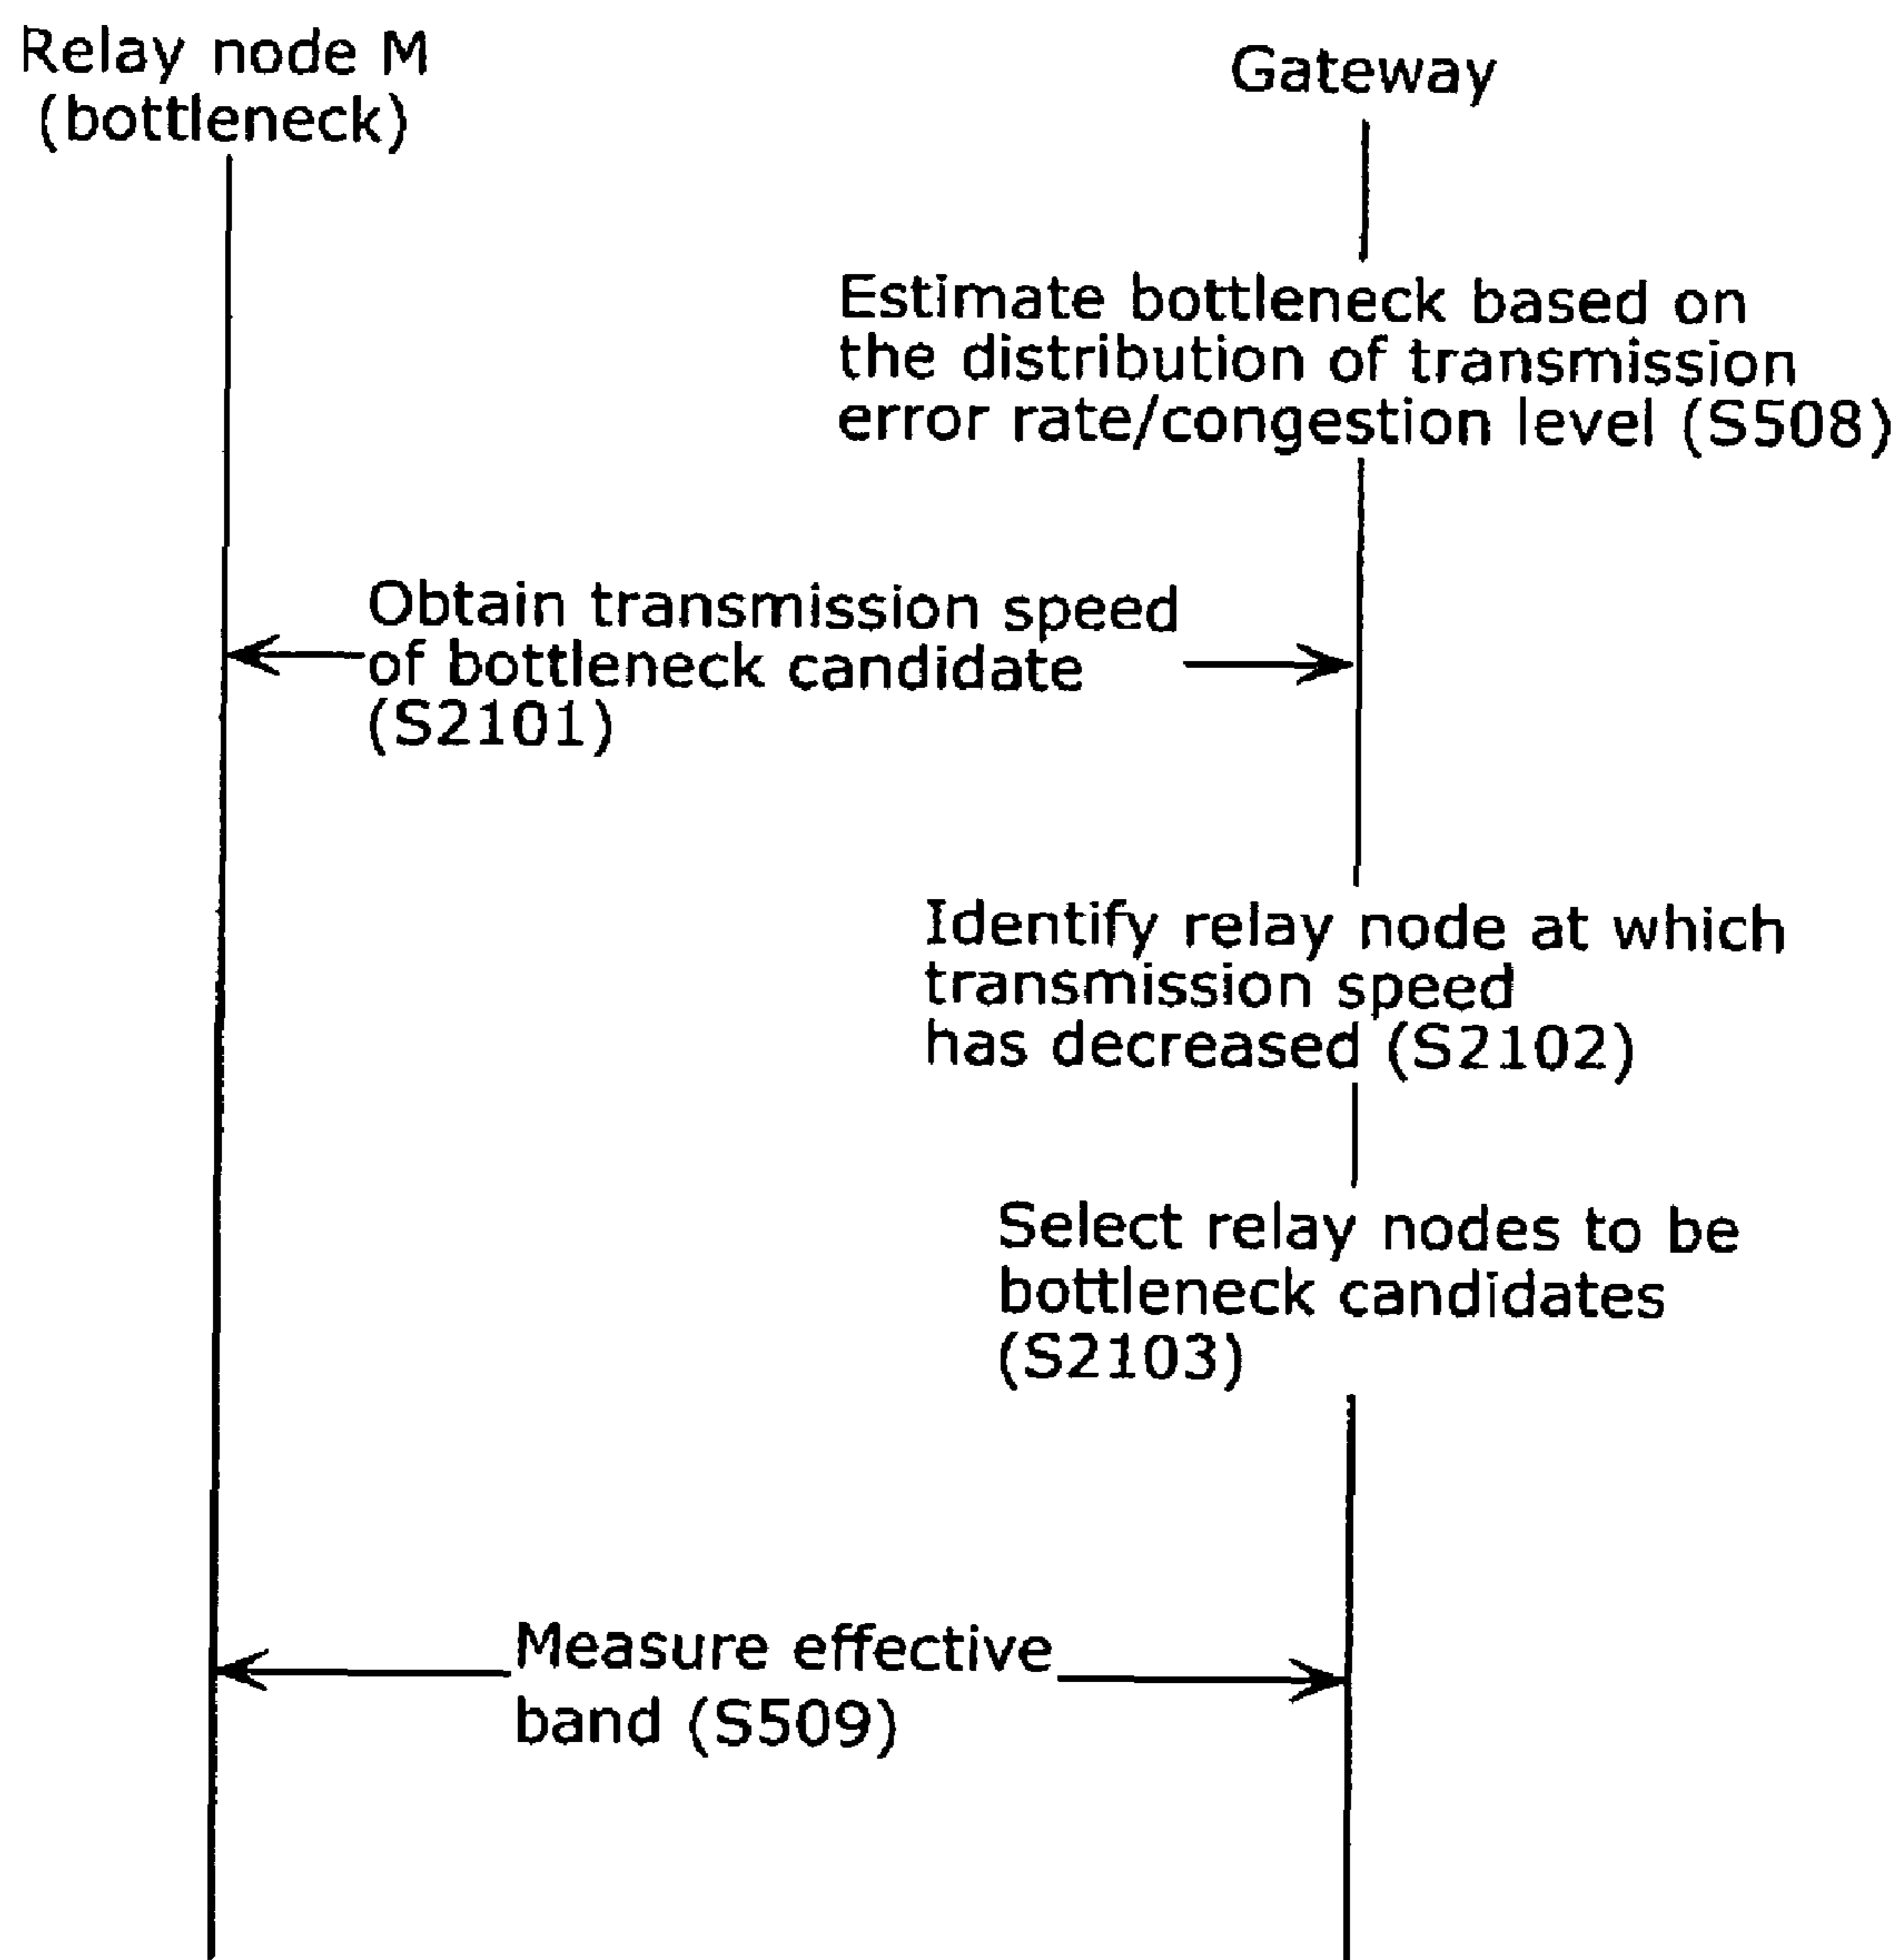 Relay node M
(bottleneck)
Gateway
Estimate bottleneck based on
the distribution of transmission
error rate/congestion level (S508)
Obtain transmission speed
of bottleneck candidate
(S2101)
Identify relay node at which
transmission speed
has decreased (S2102)
Select relay nodes to be
bottleneck candidates
(S2103)
Measure effective
band (S509)